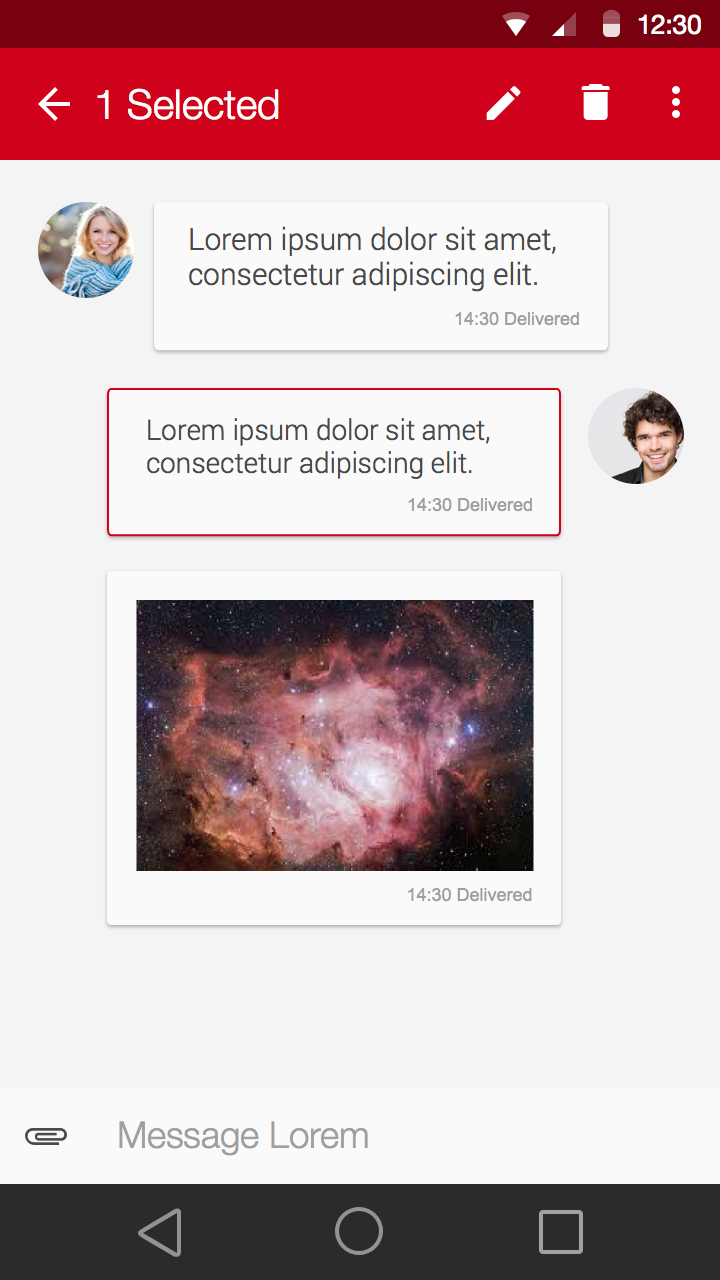 12:30
1 Selected
Lorem ipsum dolor sit amet,
consectetur adipiscing elit.
14:30 Delivered
Lorem ipsum dolor sit amet,
consectetur adipiscing elit.
14:30 Delivered
14:30 Delivered
Message Lorem